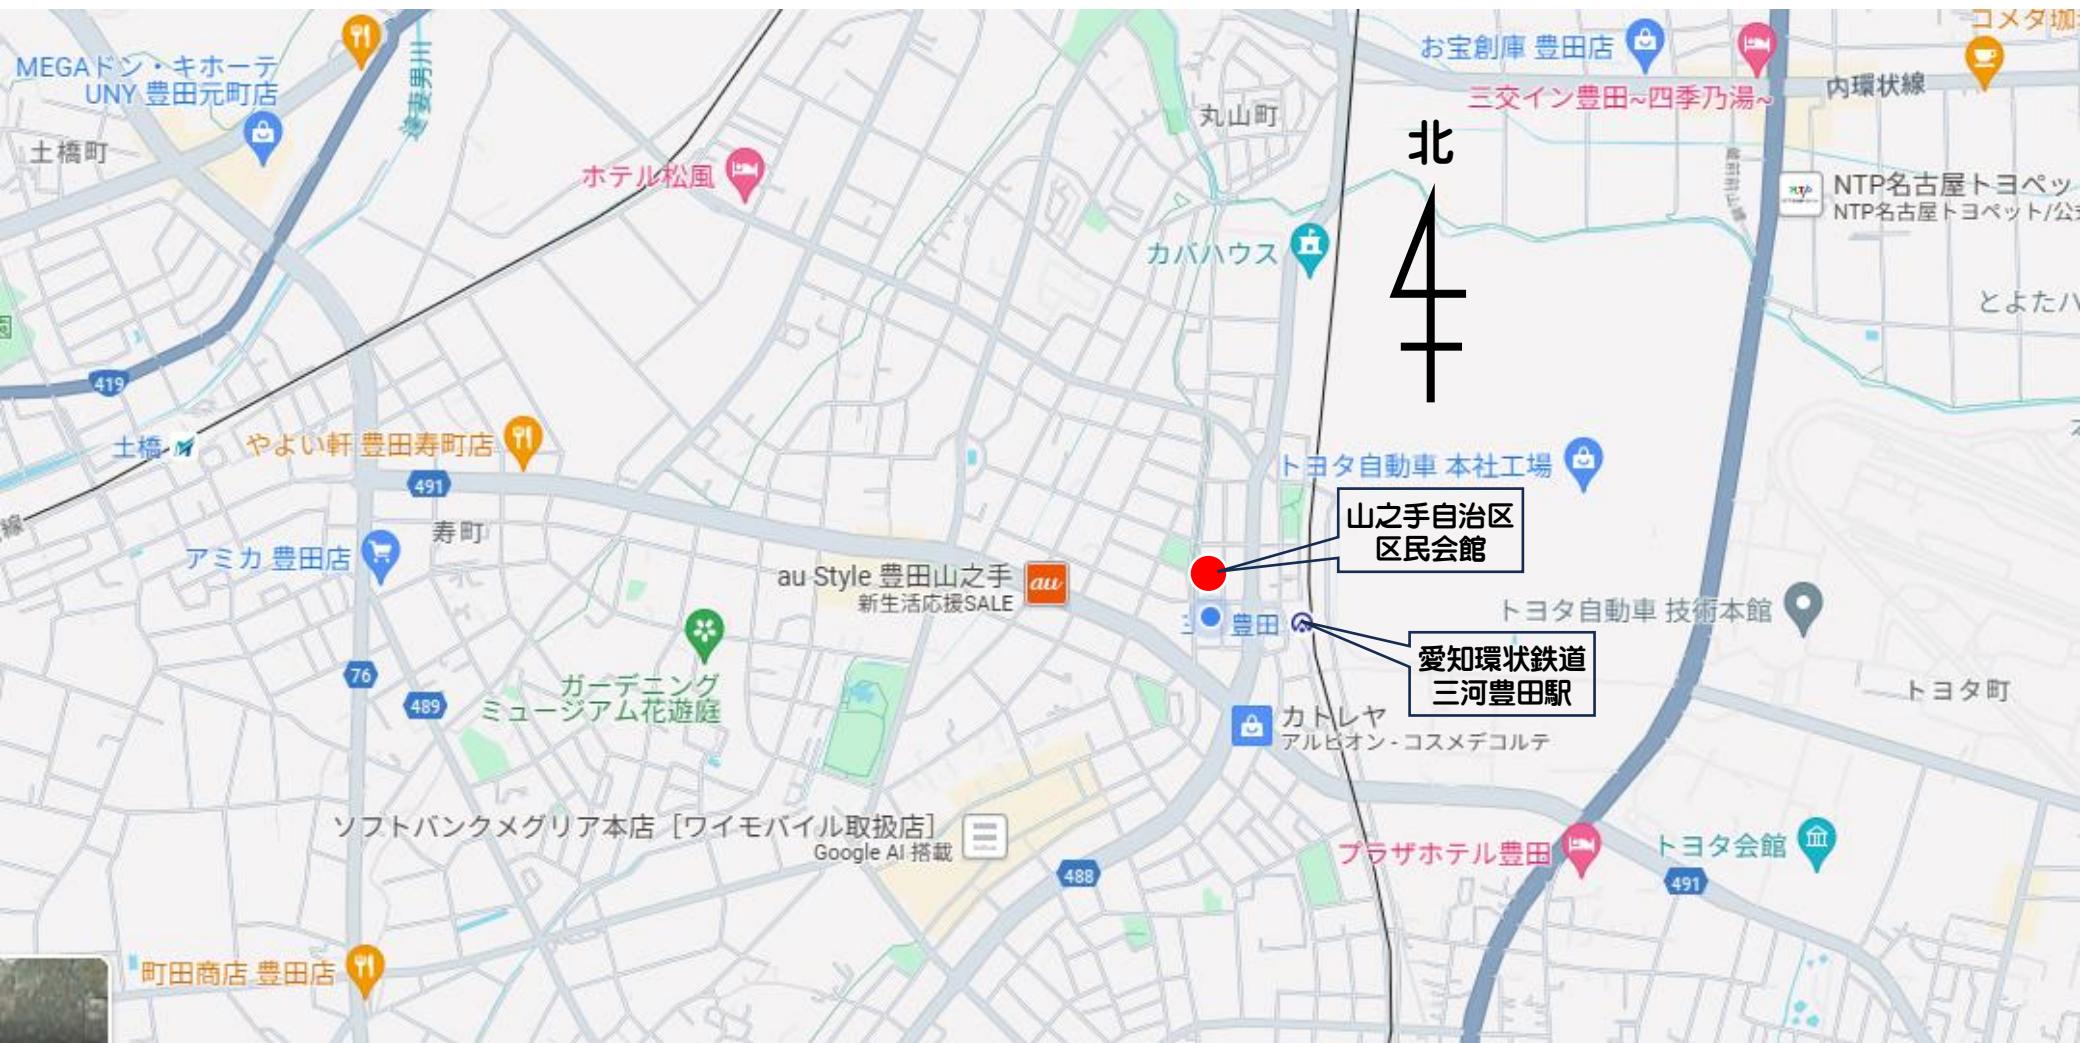 MEGAドン・キホーテ
UNY 豊田元町店
逢妻男川
土橋町
ホテル松風
丸山町
カバハウス
北
お宝創庫 豊田店
三交イン豊田~四季乃湯~
内環状線
コメダ珈
NTP名古屋トヨペッ
NTP名古屋トヨペット/公
とよたハ
419
土橋
線
やよい軒 豊田寿町店
491
寿町
アミカ 豊田店
トヨタ自動車 本社工場
山之手自治区
区民会館
au Style 豊田山之手
新生活応援SALE
au
豊田
トヨタ自動車 技術本館
愛知環状鉄道
三河豊田駅
トヨタ町
76
489
ガーデニング
ミュージアム花遊庭
カトレヤ
アルビオン - コスメデコルテ
ソフトバンクメグリア本店［ワイモバイル取扱店］
Google AI 搭載
488
プラザホテル豊田
トヨタ会館
491
町田商店 豊田店